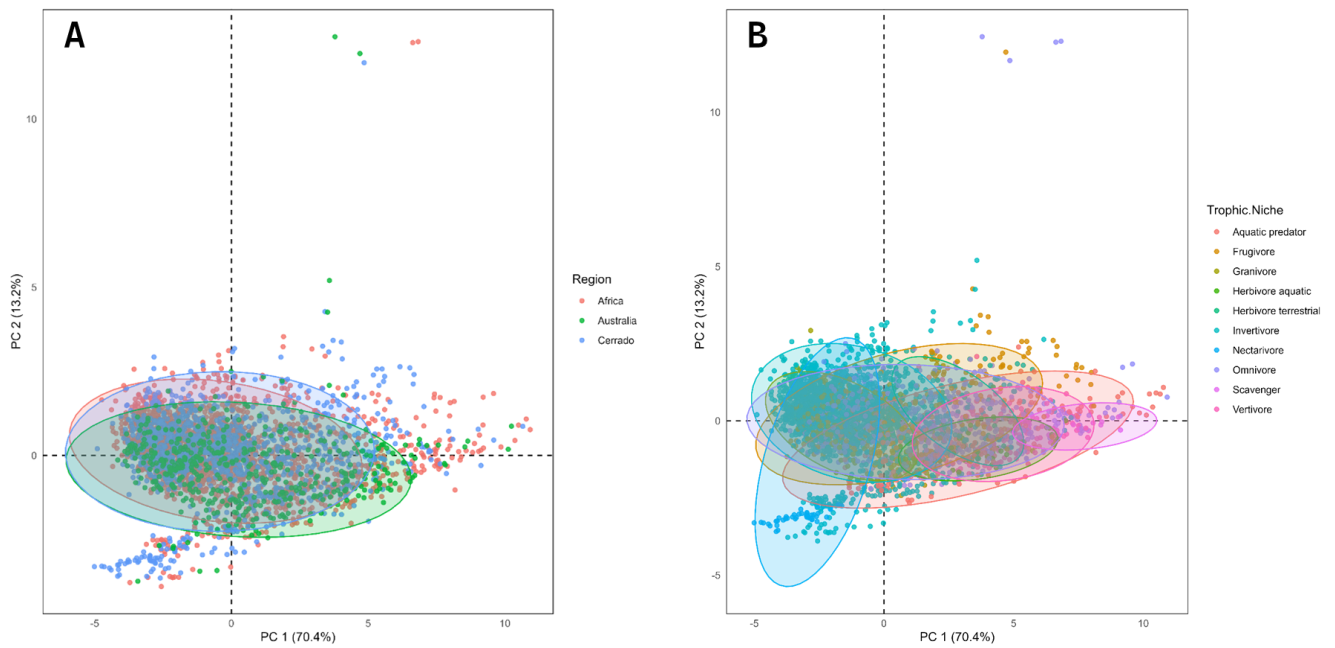 A
10
5
0
PC 2 (13.2%)
-5
0
5
10
PC 1 (70.4%)
Region
Africa
Australia
Cerrado
B
10
5
0
-5
PC 2 (13.2%)
-5
0
5
10
PC 1 (70.4%)
Trophic.Niche
Aquatic predator
Frugivore
Granivore
Herbivore aquatic
Herbivore terrestrial
Invertivore
Nectarivore
Omnivore
Scavenger
Vertivore